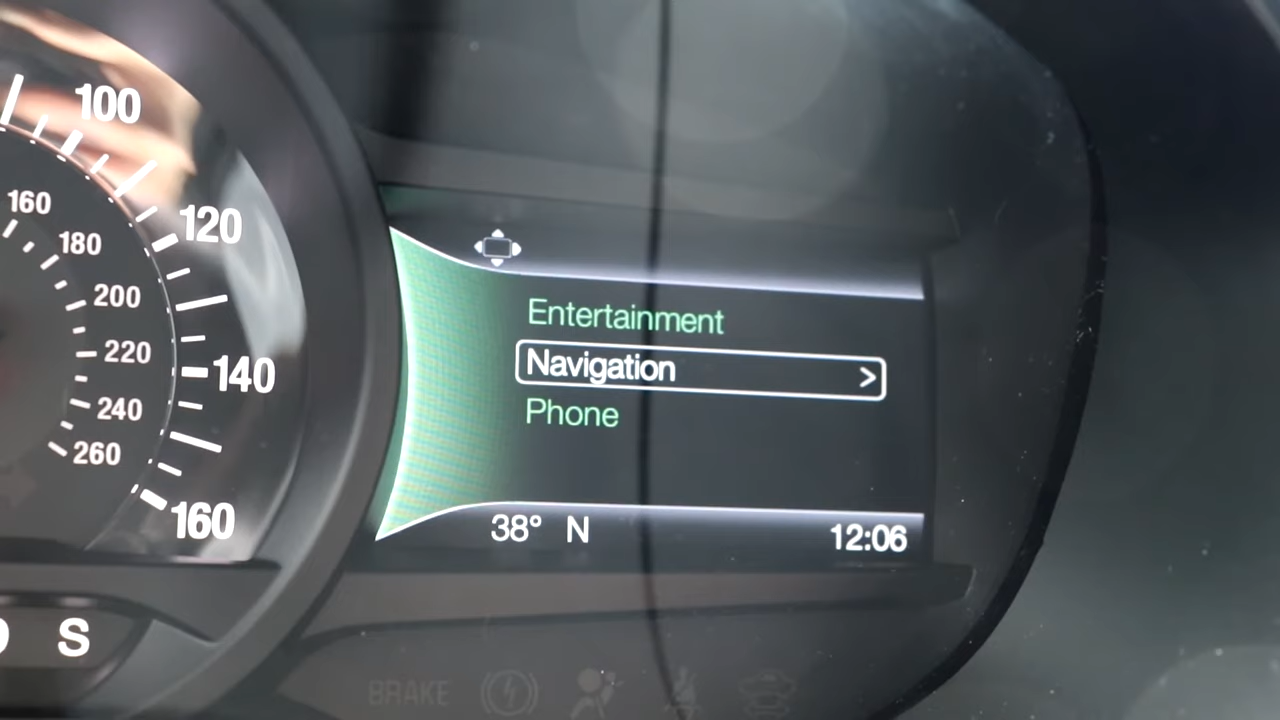 100
120
140
160
160
180
200
220
240
260
S
Entertainment
Navigation >
Phone
38° N 12:06
BRAKE